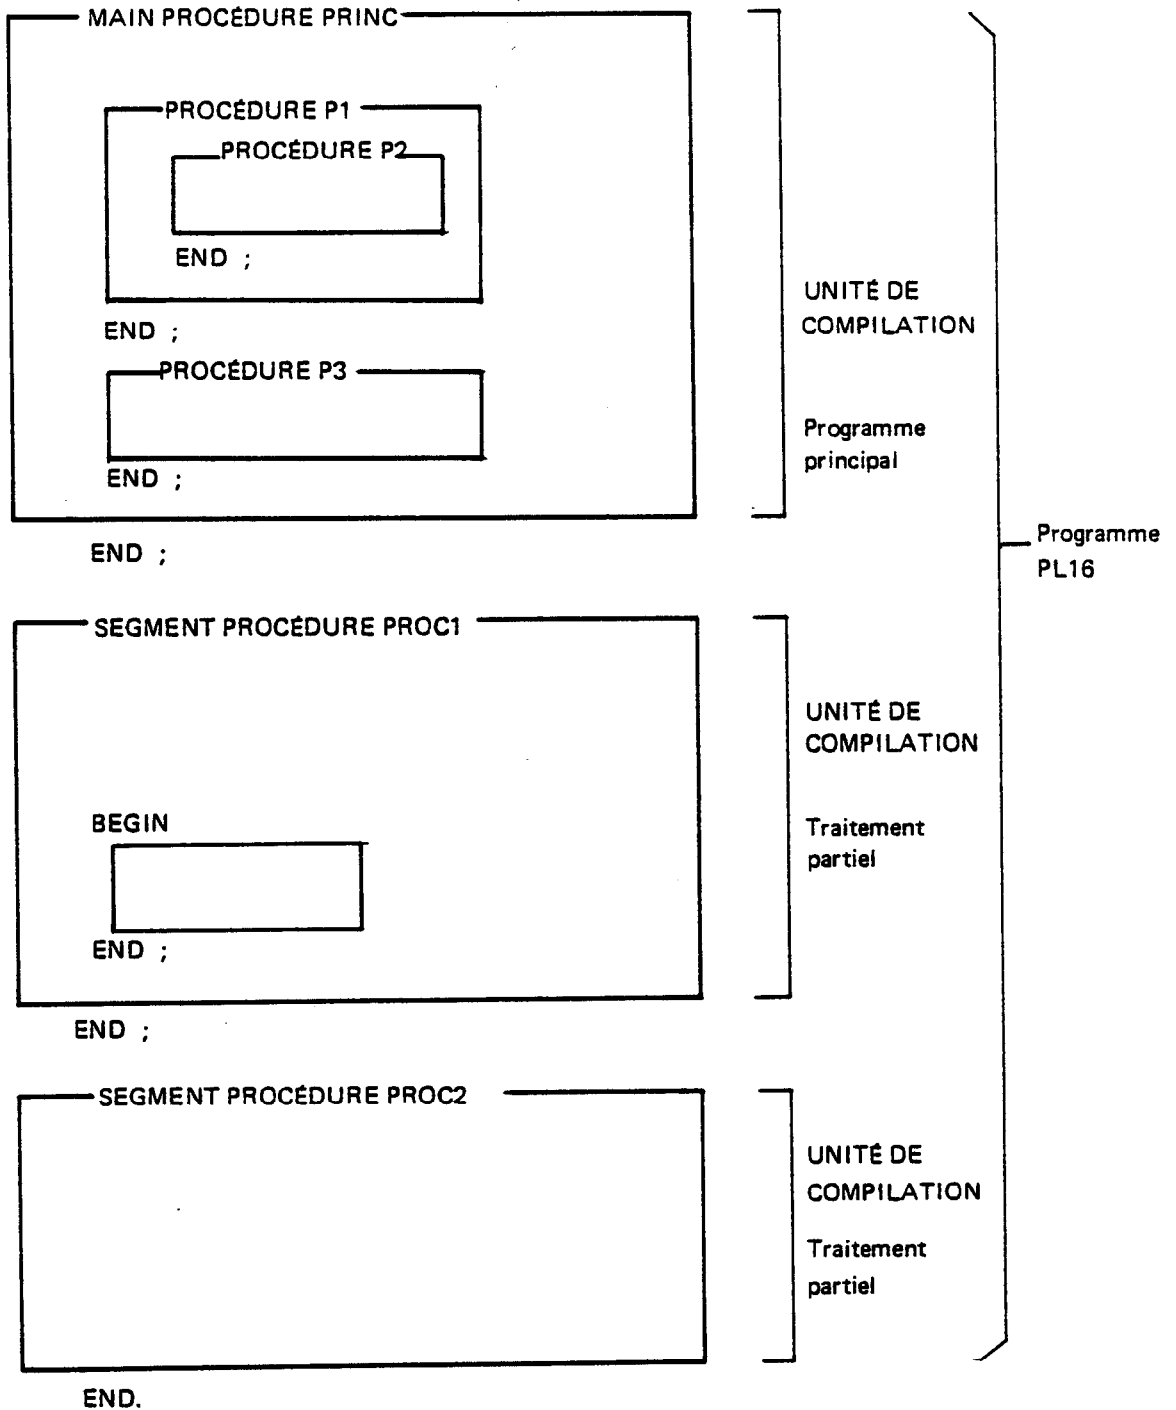 MAIN PROCÉDURE PRINC
PROCÉDURE P1
PROCÉDURE P2
END ;
END ;
PROCÉDURE P3
END ;
END ;
UNITÉ DE
COMPILATION
Programme
principal
SEGMENT PROCÉDURE PROC1
BEGIN
END ;
END ;
UNITÉ DE
COMPILATION
Traitement
partiel
SEGMENT PROCÉDURE PROC2
END.
UNITÉ DE
COMPILATION
Traitement
partiel
Programme
PL16